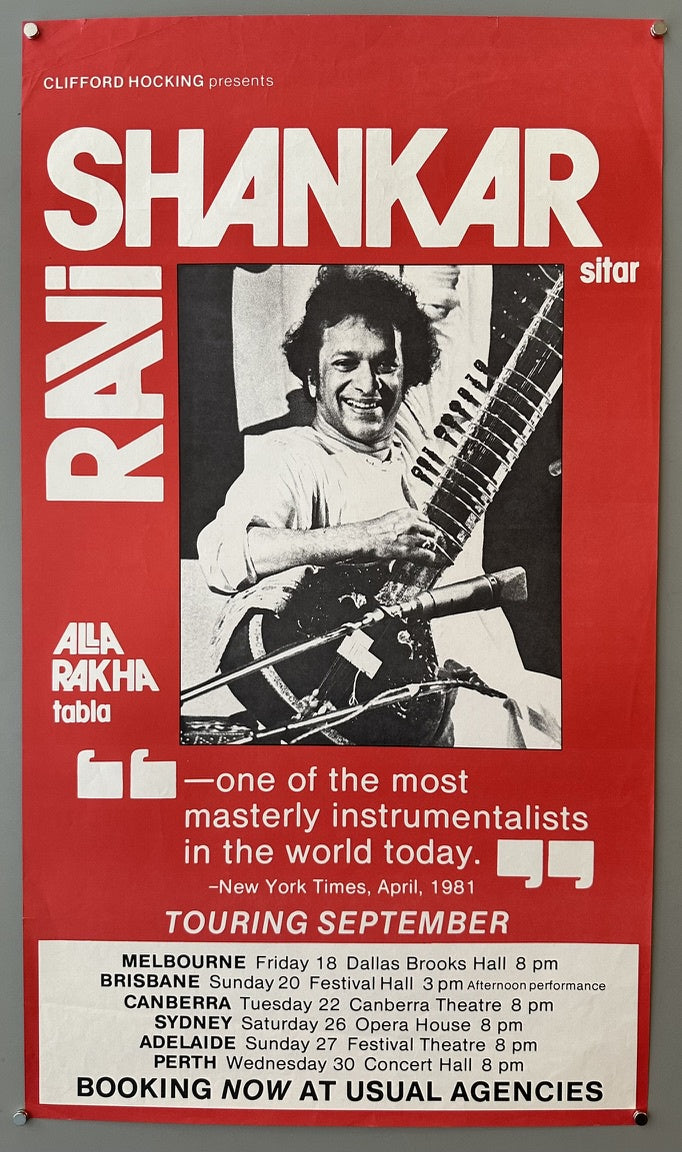 CLIFFORD HOCKING presents
SHANKAR
RAVi
sitar
ALLA
RAKHA
tabla
“—one of the most
masterly instrumentalists
in the world today.”
–New York Times, April, 1981
TOURING SEPTEMBER
MELBOURNE Friday 18 Dallas Brooks Hall 8 pm
BRISBANE Sunday 20 Festival Hall 3 pm Afternoon performance
CANBERRA Tuesday 22 Canberra Theatre 8 pm
SYDNEY Saturday 26 Opera House 8 pm
ADELAIDE Sunday 27 Festival Theatre 8 pm
PERTH Wednesday 30 Concert Hall 8 pm
BOOKING NOW AT USUAL AGENCIES